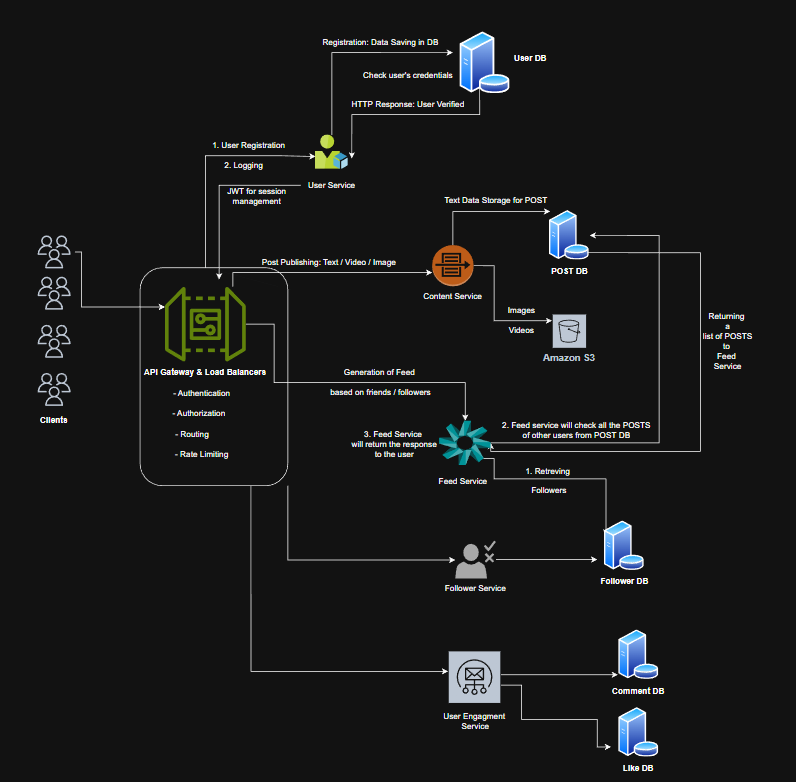 Registration: Data Saving in DB
User DB
Check user's credentials
HTTP Response: User Verified
1. User Registration
2. Logging
User Service
JWT for session
management
Text Data Storage for POST
Post Publishing: Text / Video / Image
POST DB
Content Service
Images
Videos
Amazon S3
Returning
a
list of POSTS
to
Feed
Service
API Gateway & Load Balancers
- Authentication
- Authorization
- Routing
- Rate Limiting
Clients
Generation of Feed
based on friends / followers
3. Feed Service
will return the response
to the user
2. Feed service will check all the POSTS
of other users from POST DB
Feed Service
1. Retreving
Followers
Follower Service
Follower DB
Comment DB
User Engagment
Service
Like DB